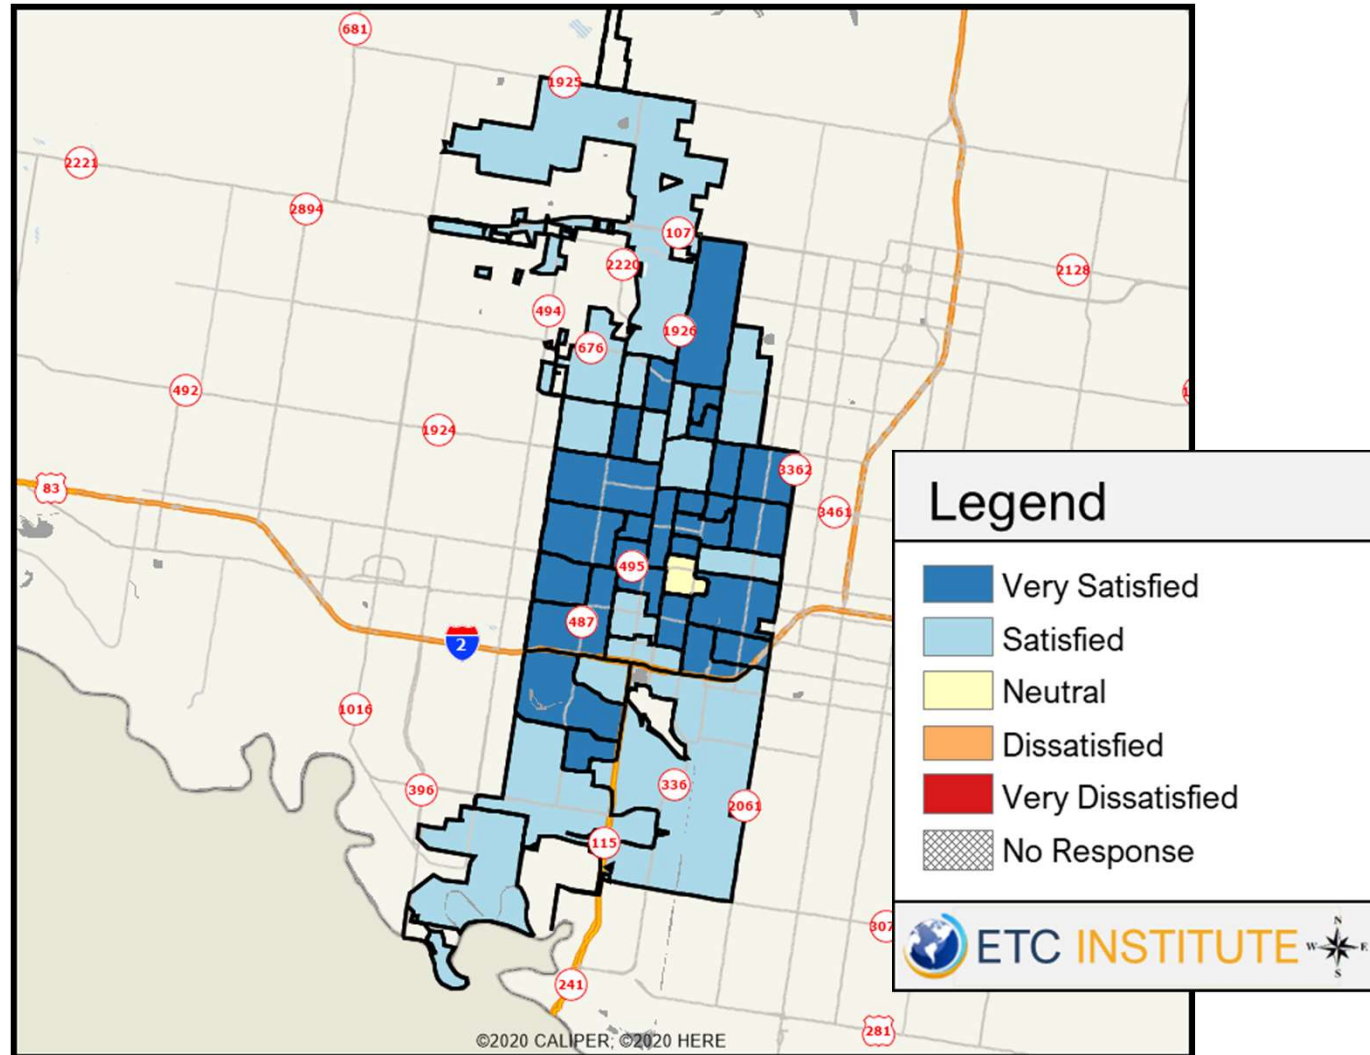 681
1925
2221
2894
107
2220
2128
494
1926
676
492
1924
3362
83
3461
495
487
2
1016
336
396
2061
115
307
241
281
©2020 CALIPER; ©2020 HERE
Legend
Very Satisfied
Satisfied
Neutral
Dissatisfied
Very Dissatisfied
No Response
ETC INSTITUTE
N
W
E
S